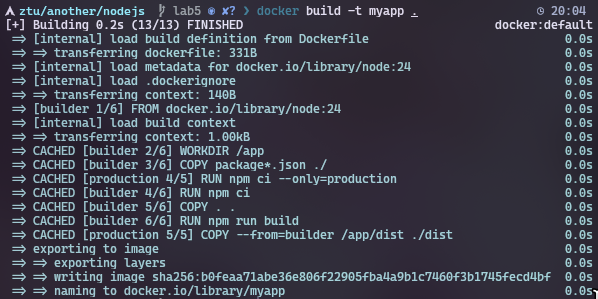 ztu/another/nodejs  lab5 ◉ ✘? ❯ docker build -t myapp . 20:04
[+] Building 0.2s (13/13) FINISHED docker:default
=> [internal] load build definition from Dockerfile 0.0s
=> => transferring dockerfile: 331B 0.0s
=> [internal] load metadata for docker.io/library/node:24 0.0s
=> [internal] load .dockerignore 0.0s
=> => transferring context: 140B 0.0s
=> [builder 1/6] FROM docker.io/library/node:24 0.0s
=> [internal] load build context 0.0s
=> => transferring context: 1.00kB 0.0s
=> CACHED [builder 2/6] WORKDIR /app 0.0s
=> CACHED [builder 3/6] COPY package*.json ./ 0.0s
=> CACHED [production 4/5] RUN npm ci --only=production 0.0s
=> CACHED [builder 4/6] RUN npm ci 0.0s
=> CACHED [builder 5/6] COPY . . 0.0s
=> CACHED [builder 6/6] RUN npm run build 0.0s
=> CACHED [production 5/5] COPY --from=builder /app/dist ./dist 0.0s
=> exporting to image 0.0s
=> => exporting layers 0.0s
=> => writing image sha256:b0feaa71abe36e806f22905fba4a9b1c7460f3b1745fecd4bf 0.0s
=> => naming to docker.io/library/myapp 0.0s